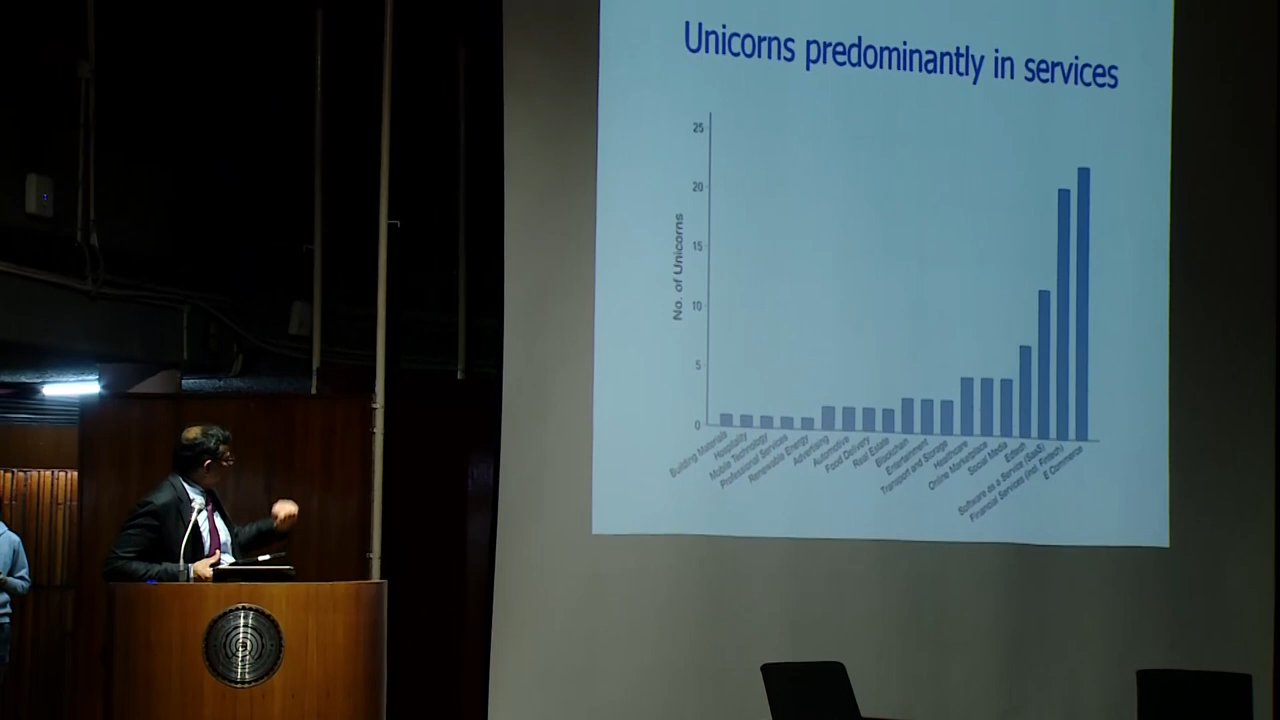 Unicorns predominantly in services
No. of Unicorns
25
20
15
10
5
0
Building Materials
Hospitality
Mobile Technology
Professional Services
Renewable Energy
Advertising
Automotive
Food Delivery
Real Estate
Blockchain
Entertainment
Transport and Storage
Healthcare
Online Marketplace
Social Media
Edtech
Software as a Service (SaaS)
Financial Services (incl. Fintech)
E Commerce